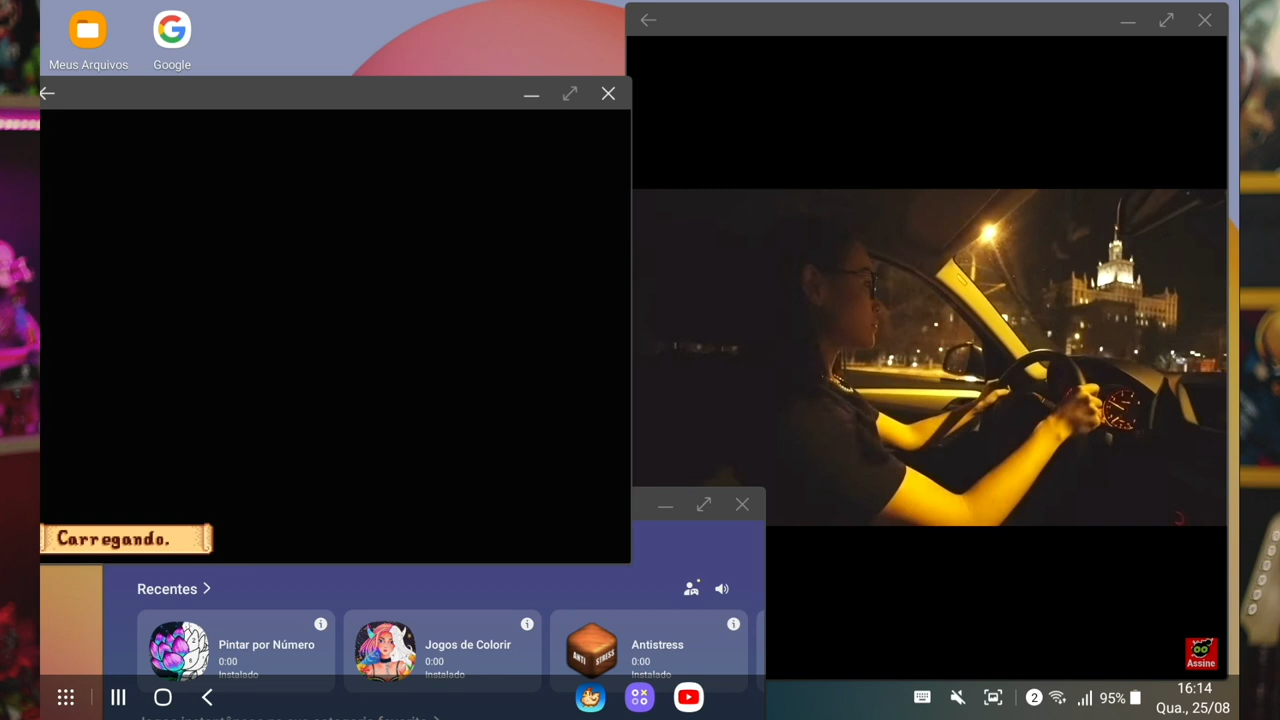 Meus Arquivos
Google
Carregando.
Recentes
Pintar por Número
0:00
Instalado
Jogos de Colorir
0:00
Instalado
ANTI STRESS
Antistress
0:00
Instalado
Assine
2
95%
16:14
Qua., 25/08